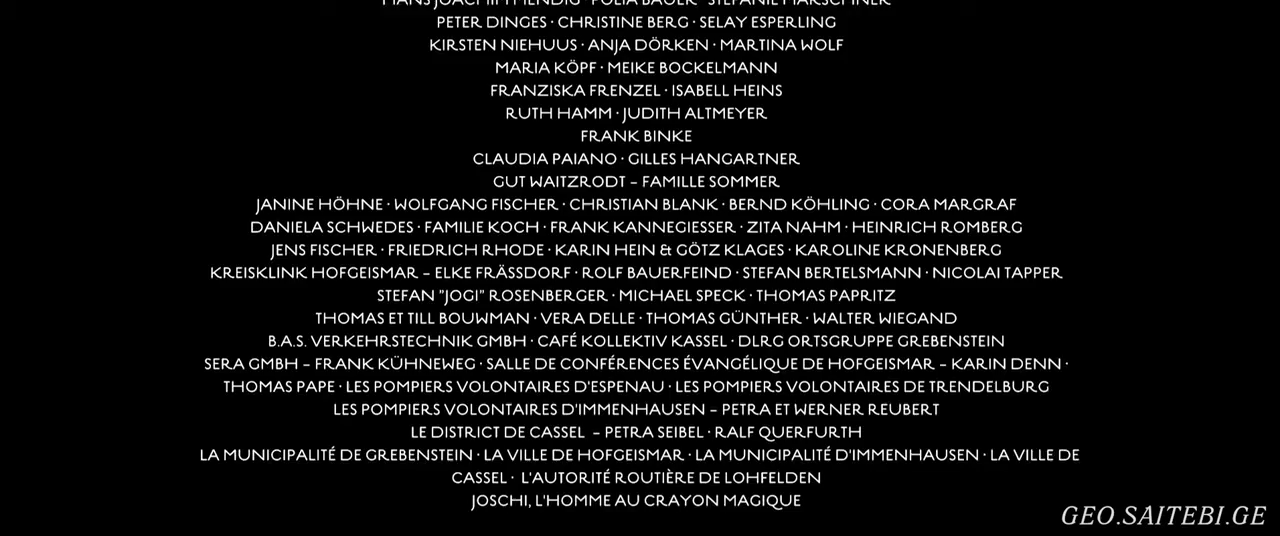 HANS JOACHIM MENDIG · POLIA BAUER · STEFANIE MARSCHNER
PETER DINGES · CHRISTINE BERG · SELAY ESPERLING
KIRSTEN NIEHUUS · ANJA DÖRKEN · MARTINA WOLF
MARIA KÖPF · MEIKE BOCKELMANN
FRANZISKA FRENZEL · ISABELL HEINS
RUTH HAMM · JUDITH ALTMEYER
FRANK BINKE
CLAUDIA PAIANO · GILLES HANGARTNER
GUT WAITZRODT – FAMILLE SOMMER
JANINE HÖHNE · WOLFGANG FISCHER · CHRISTIAN BLANK · BERND KÖHLING · CORA MARGRAF
DANIELA SCHWEDES · FAMILIE KOCH · FRANK KANNEGIESSER · ZITA NAHM · HEINRICH ROMBERG
JENS FISCHER · FRIEDRICH RHODE · KARIN HEIN & GÖTZ KLAGES · KAROLINE KRONENBERG
KREISKLINK HOFGEISMAR – ELKE FRÄSSDORF · ROLF BAUERFEIND · STEFAN BERTELSMANN · NICOLAI TAPPER
STEFAN "JOGI" ROSENBERGER · MICHAEL SPECK · THOMAS PAPRITZ
THOMAS ET TILL BOUWMAN · VERA DELLE · THOMAS GÜNTHER · WALTER WIEGAND
B.A.S. VERKEHRSTECHNIK GMBH · CAFÉ KOLLEKTIV KASSEL · DLRG ORTSGRUPPE GREBENSTEIN
SERA GMBH – FRANK KÜHNEWEG · SALLE DE CONFÉRENCES ÉVANGÉLIQUE DE HOFGEISMAR – KARIN DENN ·
THOMAS PAPE · LES POMPIERS VOLONTAIRES D'ESPENAU · LES POMPIERS VOLONTAIRES DE TRENDELBURG
LES POMPIERS VOLONTAIRES D'IMMENHAUSEN – PETRA ET WERNER REUBERT
LE DISTRICT DE CASSEL – PETRA SEIBEL · RALF QUERFURTH
LA MUNICIPALITÉ DE GREBENSTEIN · LA VILLE DE HOFGEISMAR · LA MUNICIPALITÉ D'IMMENHAUSEN · LA VILLE DE
CASSEL · L'AUTORITÉ ROUTIÈRE DE LOHFELDEN
JOSCHI, L'HOMME AU CRAYON MAGIQUE
GEO.SAITEBI.GE